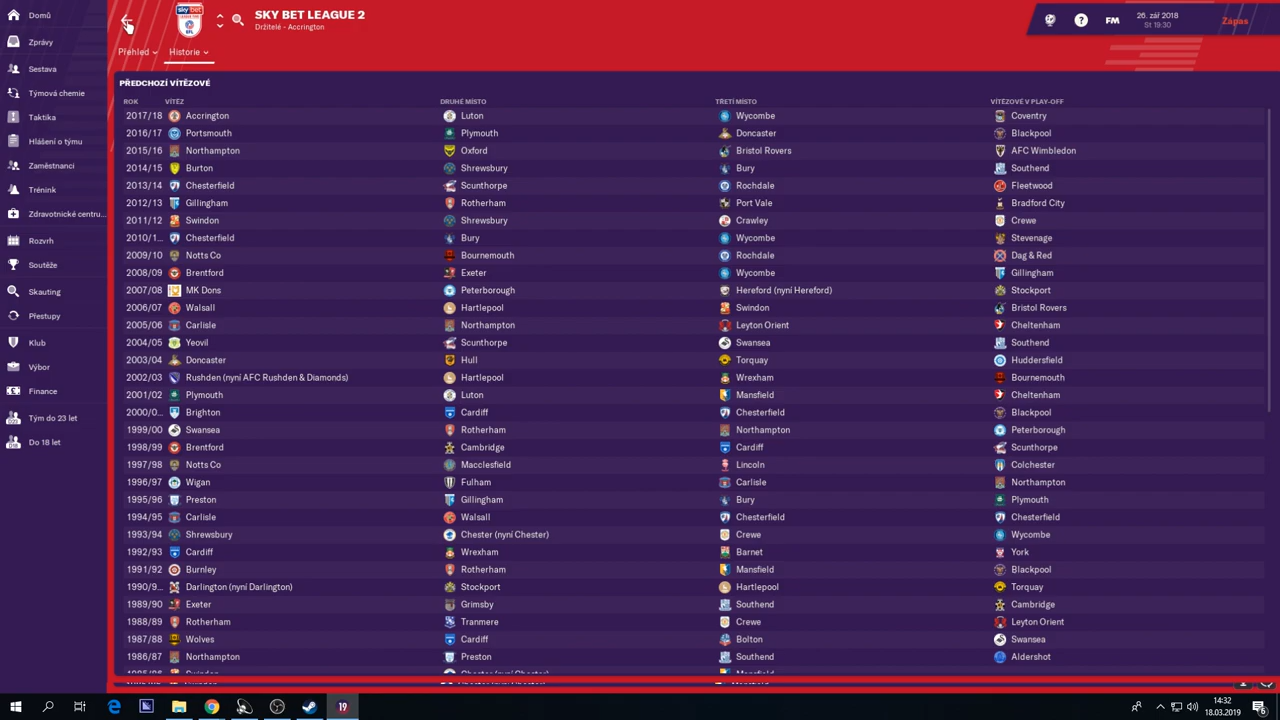 Domů
Zprávy
Sestava
Týmová chemie
Taktika
Hlášení o týmu
Zaměstnanci
Trénink
Zdravotnické centru...
Rozvrh
Soutěže
Skauting
Přestupy
Klub
Výbor
Finance
Tým do 23 let
Do 18 let
SKY BET LEAGUE 2
Držitelé - Accrington
FM
26. zář 2018
St 19:30
Zápas
Přehled
Historie
PŘEDCHOZÍ VÍTĚZOVÉ
ROK VÍTĚZ DRUHÉ MÍSTO TŘETÍ MÍSTO VÍTĚZOVÉ V PLAY-OFF
2017/18 Accrington Luton Wycombe Coventry
2016/17 Portsmouth Plymouth Doncaster Blackpool
2015/16 Northampton Oxford Bristol Rovers AFC Wimbledon
2014/15 Burton Shrewsbury Bury Southend
2013/14 Chesterfield Scunthorpe Rochdale Fleetwood
2012/13 Gillingham Rotherham Port Vale Bradford City
2011/12 Swindon Shrewsbury Crawley Crewe
2010/1... Chesterfield Bury Wycombe Stevenage
2009/10 Notts Co Bournemouth Rochdale Dag & Red
2008/09 Brentford Exeter Wycombe Gillingham
2007/08 MK Dons Peterborough Hereford (nyní Hereford) Stockport
2006/07 Walsall Hartlepool Swindon Bristol Rovers
2005/06 Carlisle Northampton Leyton Orient Cheltenham
2004/05 Yeovil Scunthorpe Swansea Southend
2003/04 Doncaster Hull Torquay Huddersfield
2002/03 Rushden (nyní AFC Rushden & Diamonds) Hartlepool Wrexham Bournemouth
2001/02 Plymouth Luton Mansfield Cheltenham
2000/0... Brighton Cardiff Chesterfield Blackpool
1999/00 Swansea Rotherham Northampton Peterborough
1998/99 Brentford Cambridge Cardiff Scunthorpe
1997/98 Notts Co Macclesfield Lincoln Colchester
1996/97 Wigan Fulham Carlisle Northampton
1995/96 Preston Gillingham Bury Plymouth
1994/95 Carlisle Walsall Chesterfield Chesterfield
1993/94 Shrewsbury Chester (nyní Chester) Crewe Wycombe
1992/93 Cardiff Wrexham Barnet York
1991/92 Burnley Rotherham Mansfield Blackpool
1990/9... Darlington (nyní Darlington) Stockport Hartlepool Torquay
1989/90 Exeter Grimsby Southend Cambridge
1988/89 Rotherham Tranmere Crewe Leyton Orient
1987/88 Wolves Cardiff Bolton Swansea
1986/87 Northampton Preston Southend Aldershot
1985/86 Swindon Chester (nyní Chester) Mansfield
19
14:32
18.03.2019